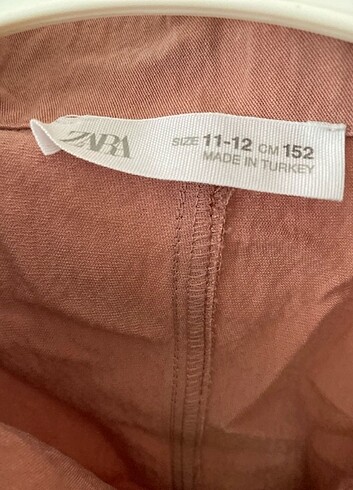 ZARA
SIZE 11-12 CM 152
MADE IN TURKEY